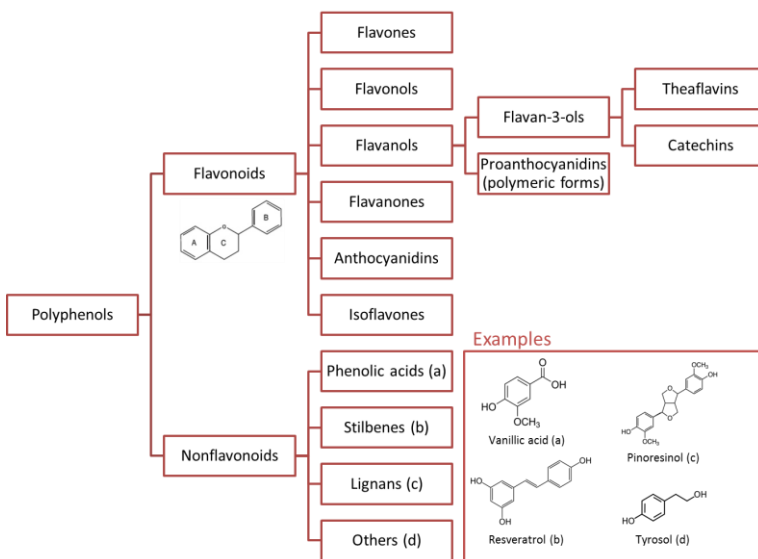 Flavones
Flavonols
Flavan-3-ols
Theaflavins
Flavanols
Catechins
Proanthocyanidins
(polymeric forms)
Flavonoids
A
C
o
B
Flavanones
Anthocyanidins
Isoflavones
Polyphenols
Nonflavonoids
Phenolic acids (a)
Stilbenes (b)
Lignans (c)
Others (d)
Examples
O
OH
HO
OCH₃
Vanillic acid (a)
OCH₃
OH
O
O
HO
OCH₃
Pinoresinol (c)
OH
HO
OH
Resveratrol (b)
OH
HO
Tyrosol (d)